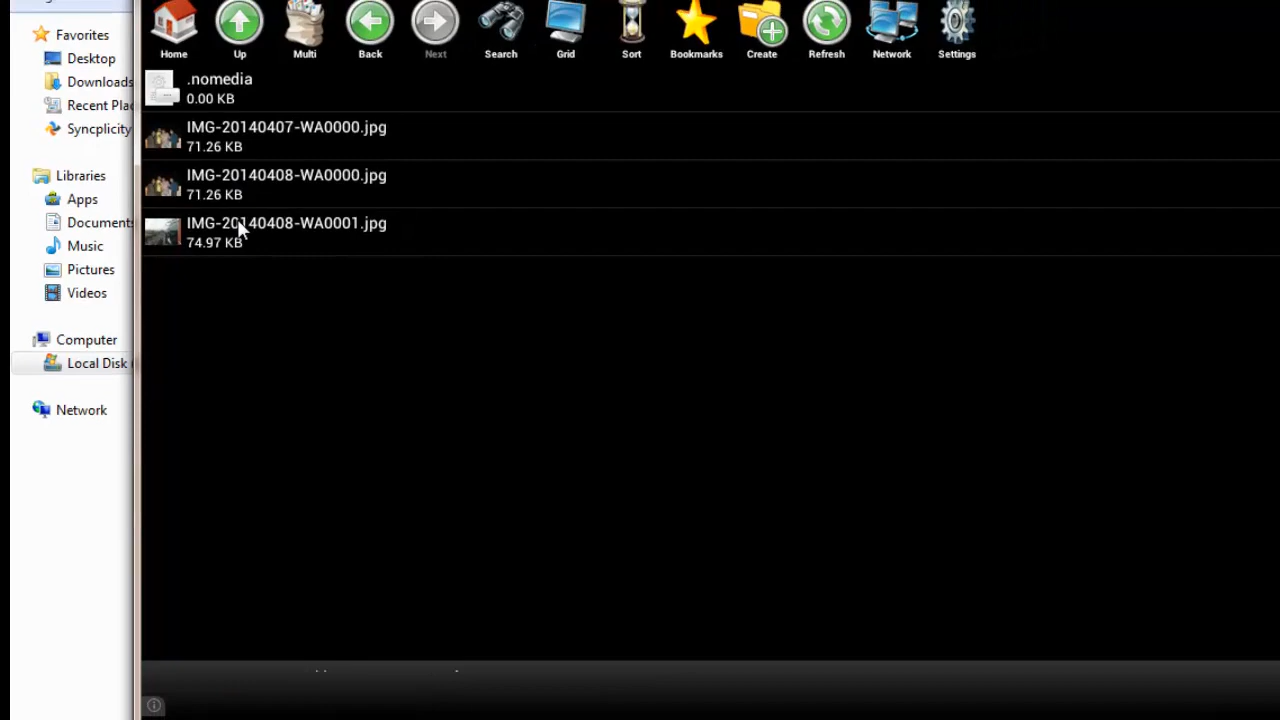 Home Up Multi Back Next Search Grid Sort Bookmarks Create Refresh Network Settings
Favorites
Desktop
Downloads
Recent Plac
Syncplicity
Libraries
Apps
Documents
Music
Pictures
Videos
Computer
Local Disk
Network
.nomedia
0.00 KB
IMG-20140407-WA0000.jpg
71.26 KB
IMG-20140408-WA0000.jpg
71.26 KB
IMG-20140408-WA0001.jpg
74.97 KB